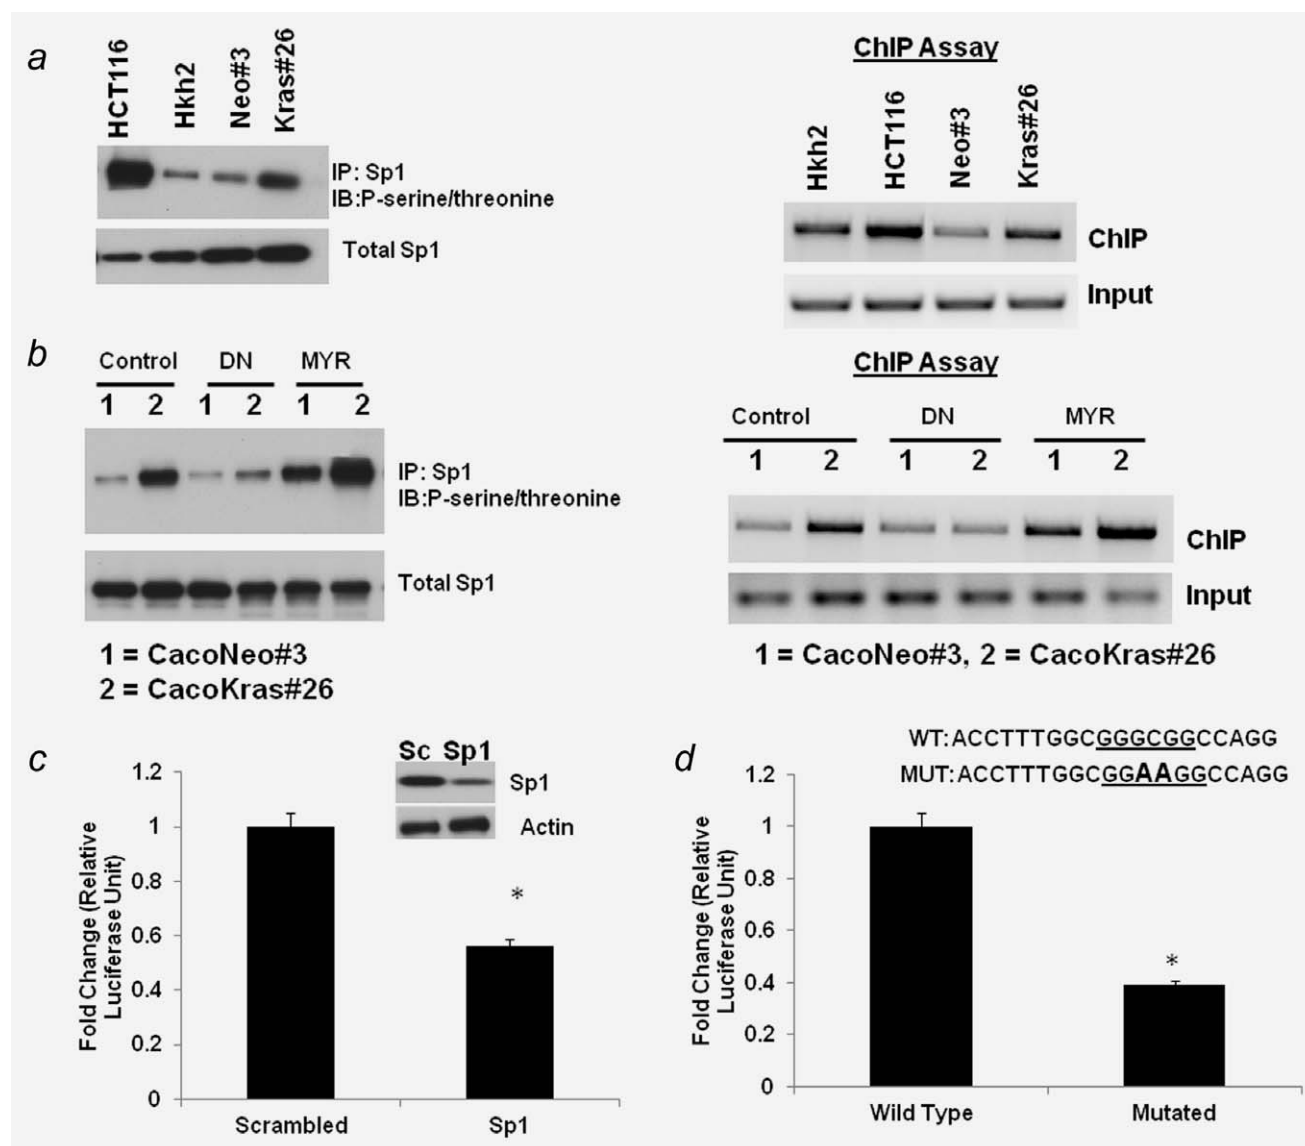 a
HCT116
Hkh2
Neo#3
Kras#26
IP: Sp1
IB:P-serine/threonine
Total Sp1
ChIP Assay
Hkh2
HCT116
Neo#3
Kras#26
ChIP
Input
b
Control DN MYR
1 2 1 2 1 2
IP: Sp1
IB:P-serine/threonine
Total Sp1
1 = CacoNeo#3
2 = CacoKras#26
ChIP Assay
Control DN MYR
1 2 1 2 1 2
ChIP
Input
1 = CacoNeo#3, 2 = CacoKras#26
c
Sc Sp1
Sp1
Actin
Fold Change (Relative
Luciferase Unit)
1.2
1
0.8
0.6
0.4
0.2
0
*
Scrambled Sp1
d
WT:ACCTTTGGCGGGCGGCCAGG
MUT:ACCTTTGGCGGAAGGCCAGG
Fold Change (Relative
Luciferase Unit)
1.2
1
0.8
0.6
0.4
0.2
0
*
Wild Type Mutated